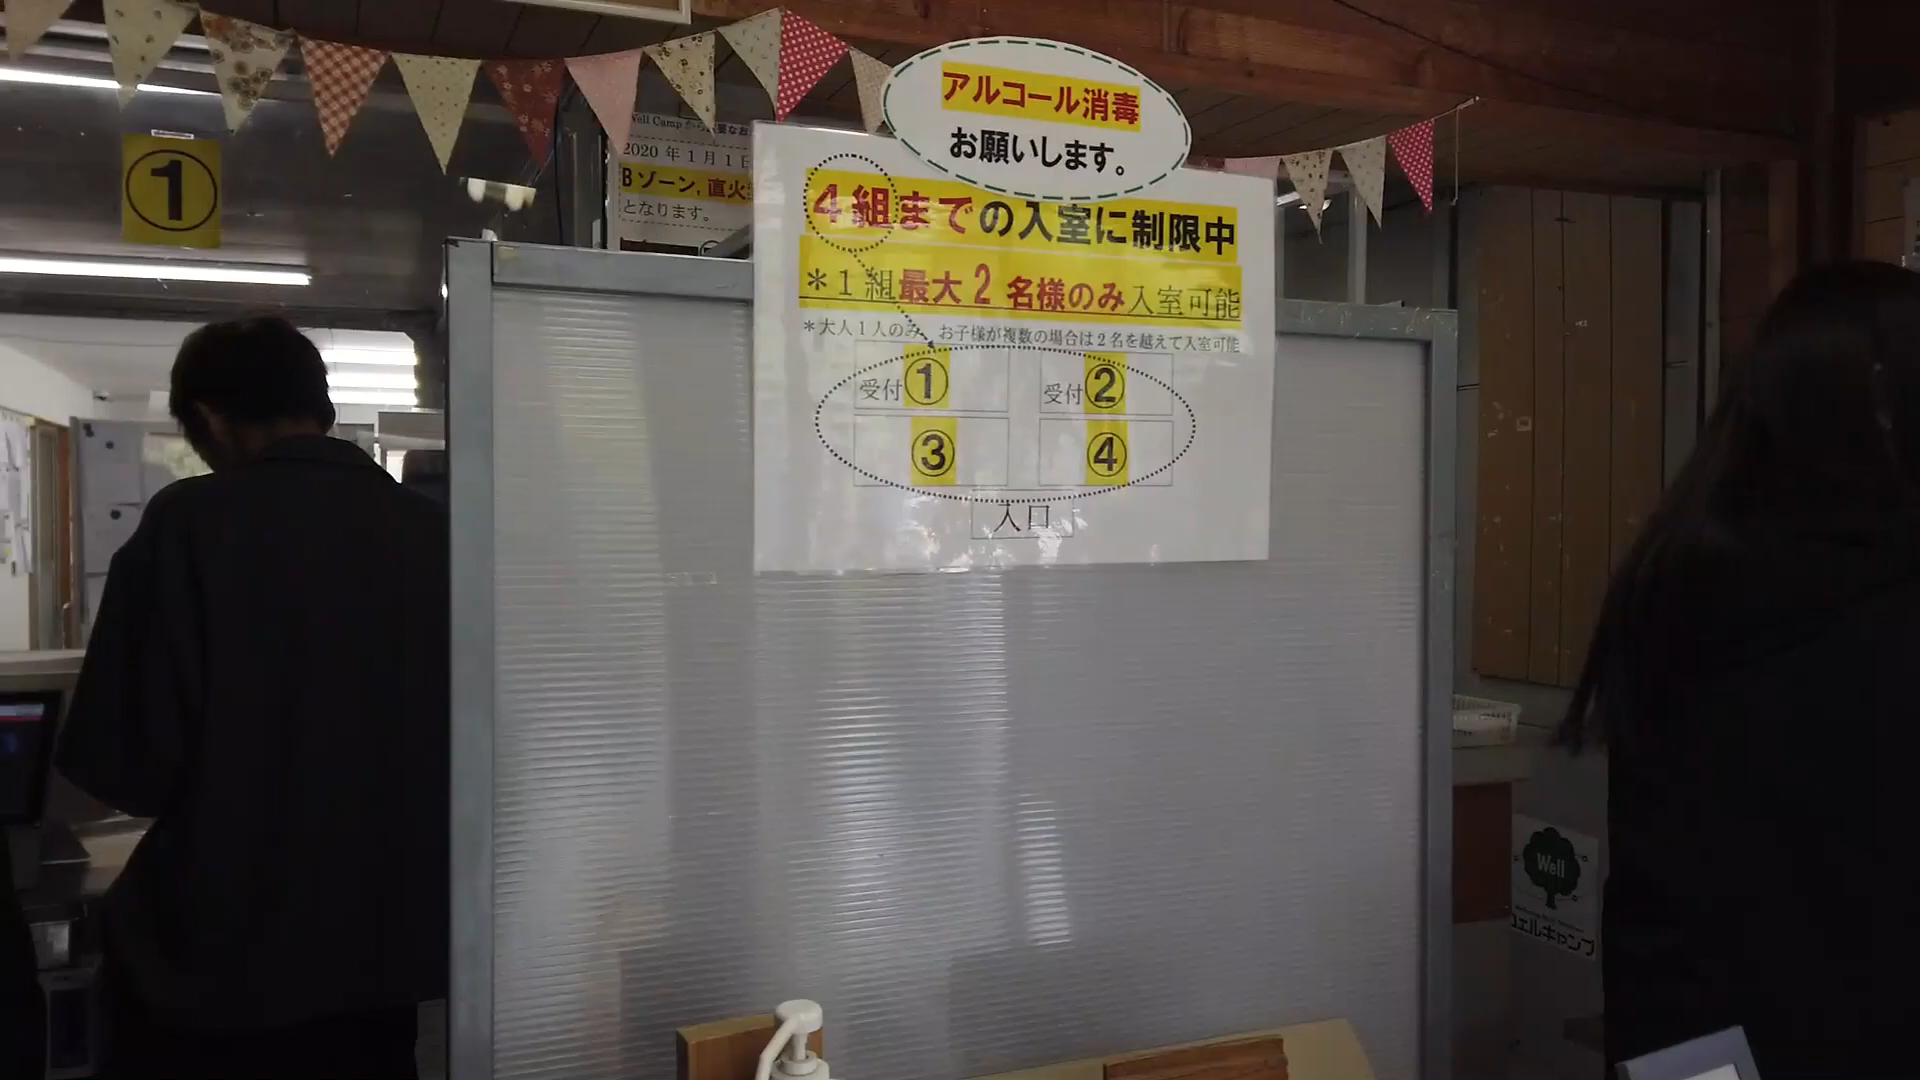 ①
Well Camp から
2020 年 1 月 1 日
B ゾーン, 直火
となります。
アルコール消毒
お願いします。
4組までの入室に制限中
＊1組最大2名様のみ入室可能
＊大人1人のみ、お子様が複数の場合は2名を越えて入室可能
受付① 受付②
③ ④
入口
Well
ウェルキャンプ